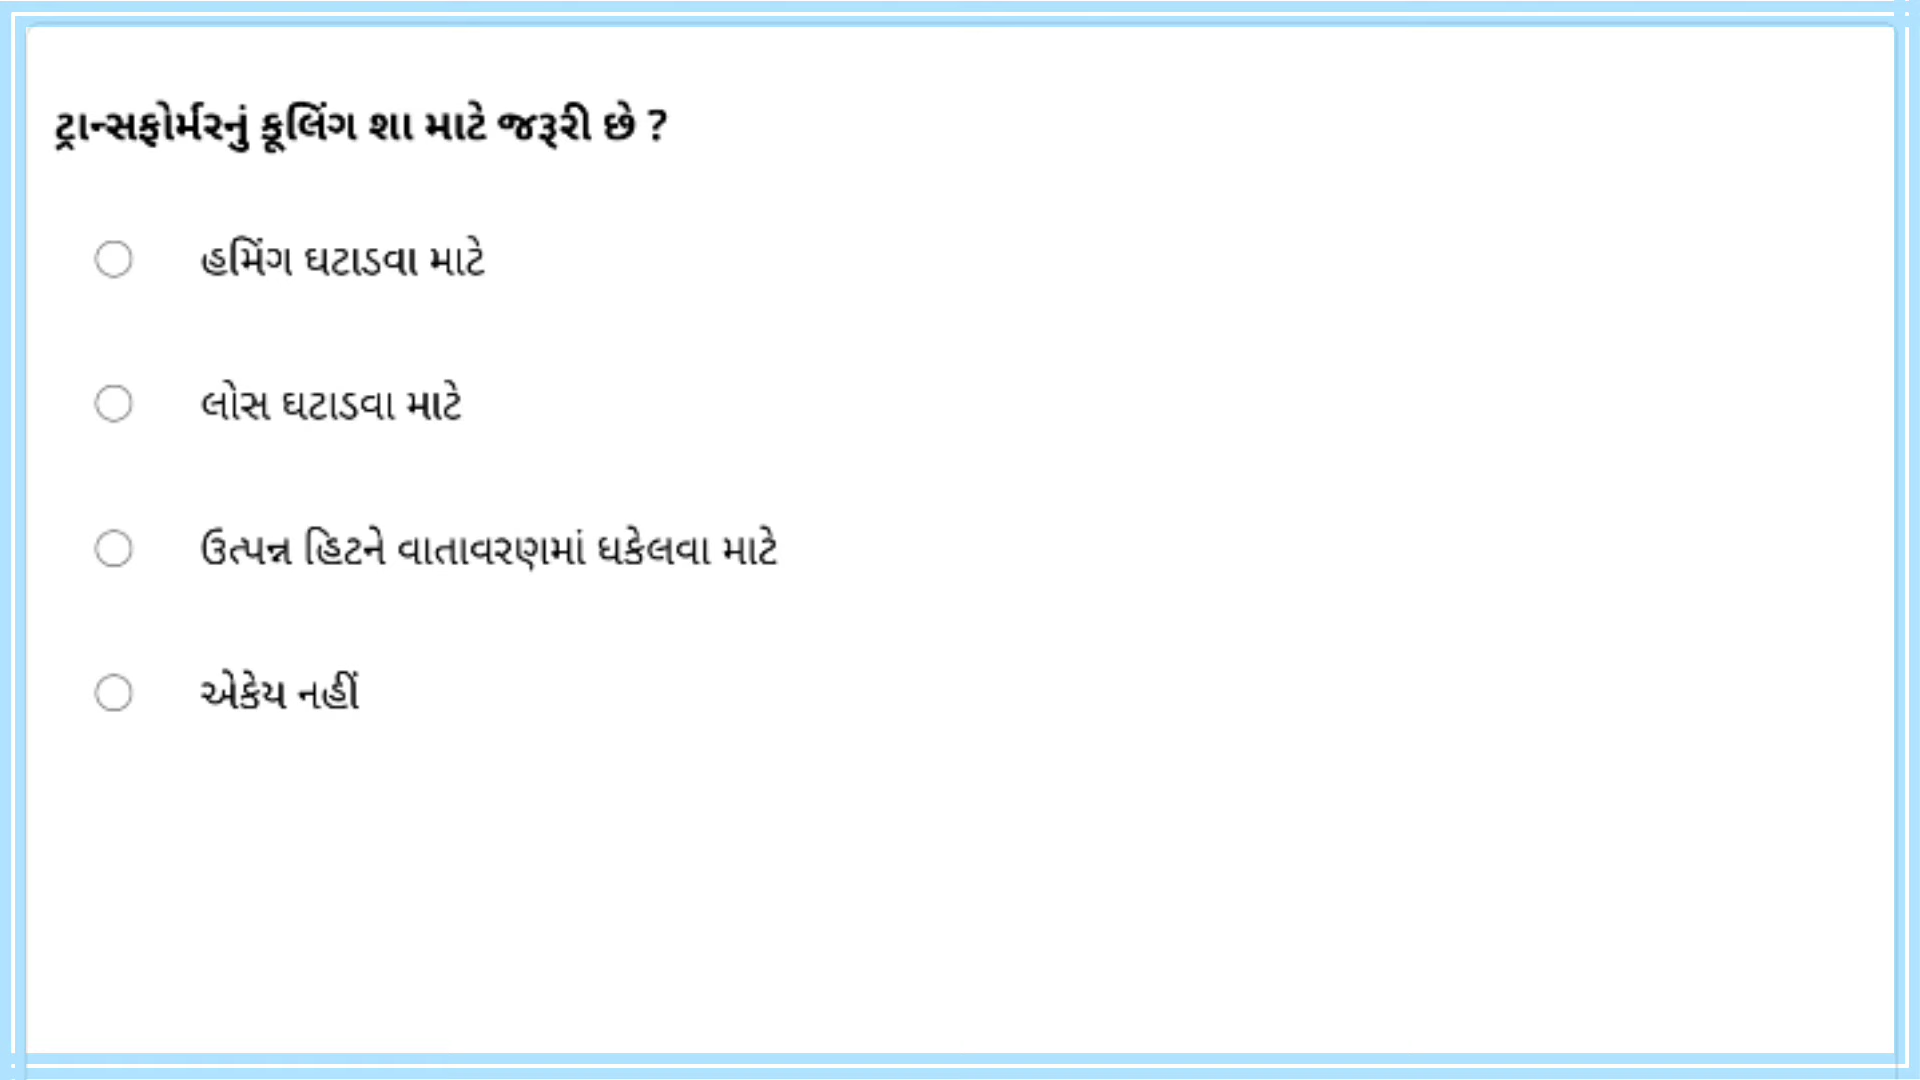 ટ્રાન્સફોર્મરનું કૂલિંગ શા માટે જરૂરી છે ?
હમિંગ ઘટાડવા માટે
લોસ ઘટાડવા માટે
ઉત્પન્ન હિટને વાતાવરણમાં ધકેલવા માટે
એકેય નહીં